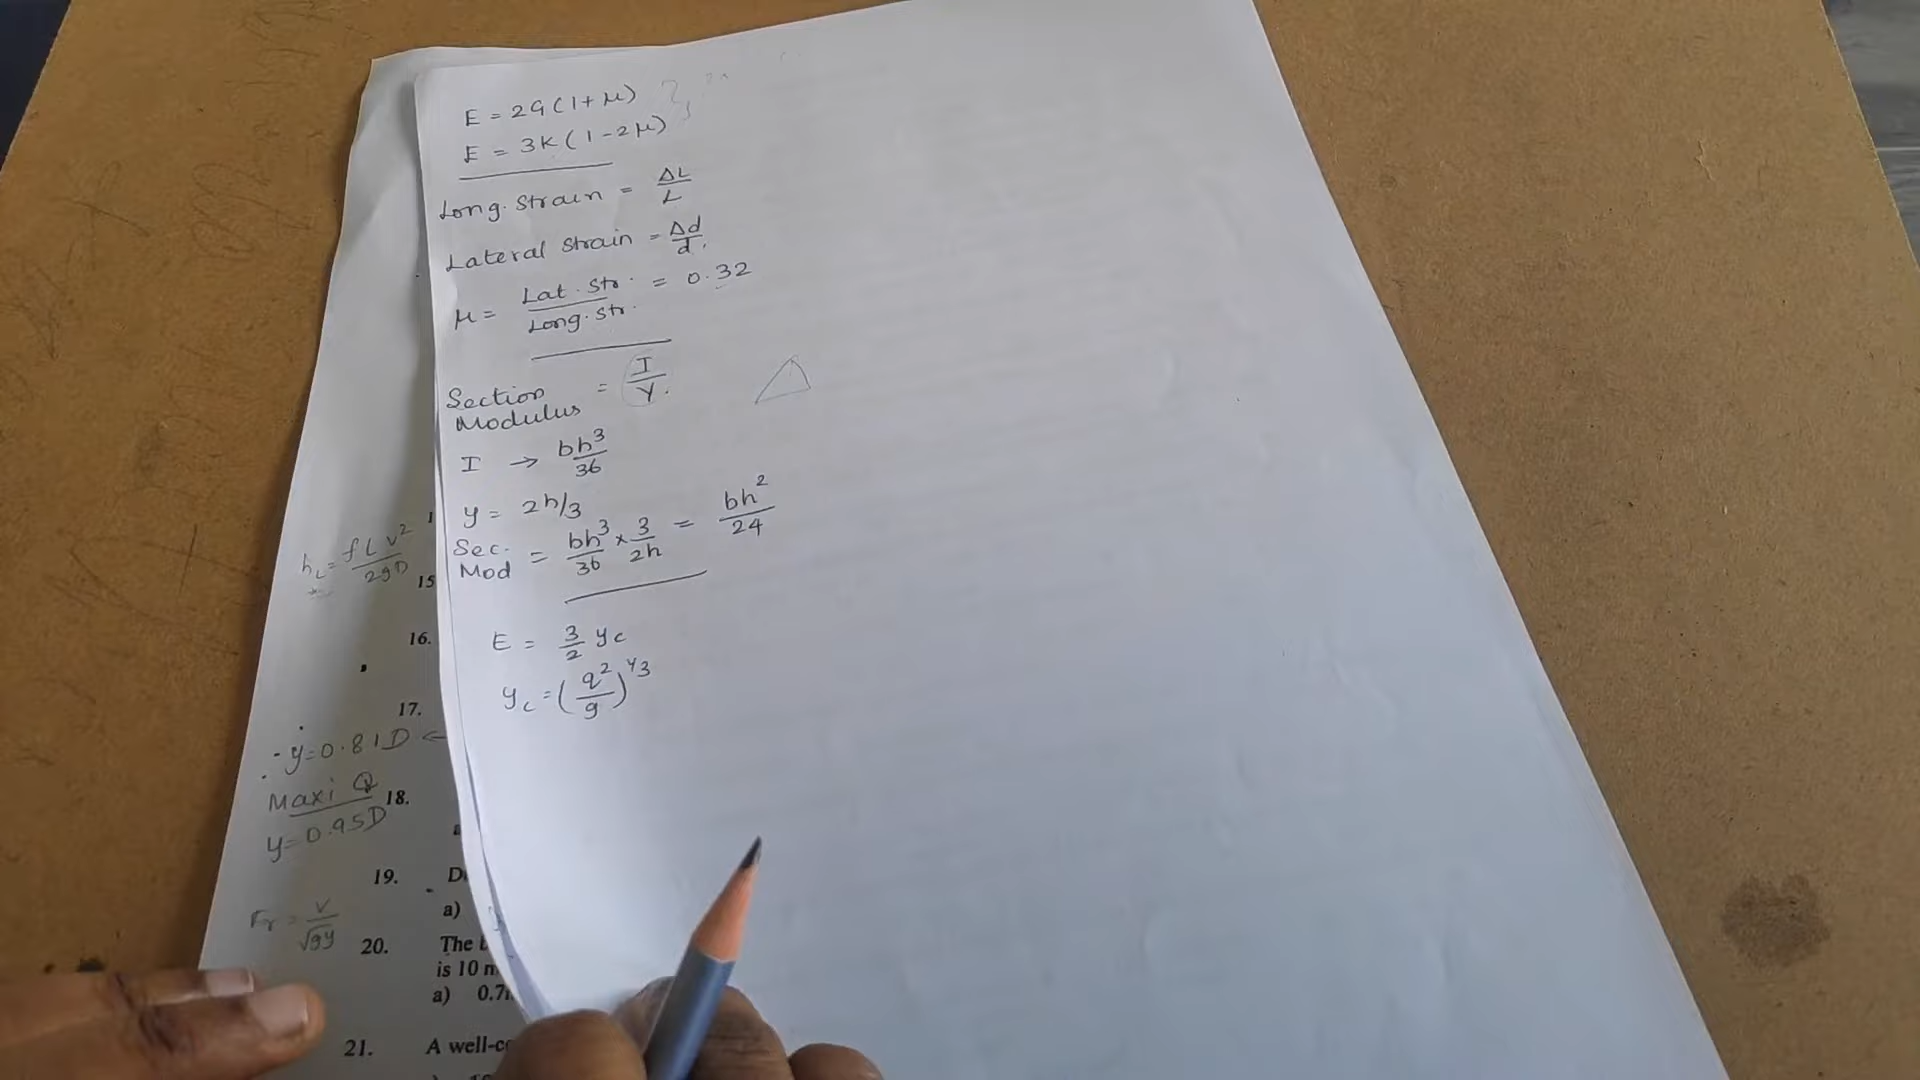 E = 2G(1+μ)
E = 3K(1-2μ)
Long. Strain = ΔL/L
Lateral Strain = Δd/d.
μ = Lat. Str./Long. Str. = 0.32
Section Modulus = I/Y.
I → bh³/36
y = 2h/3
Sec. Mod = bh³/36 × 3/2h = bh²/24
E = 3/2 yc
yc = (q²/g)^1/3
hL = fLv²/2gD
15
16.
17.
y=0.81D ←
Maxi Q
18.
y=0.95D
19.
a)
Fr = V/√gy
20. The
is 10 m
a) 0.7
21. A well-co